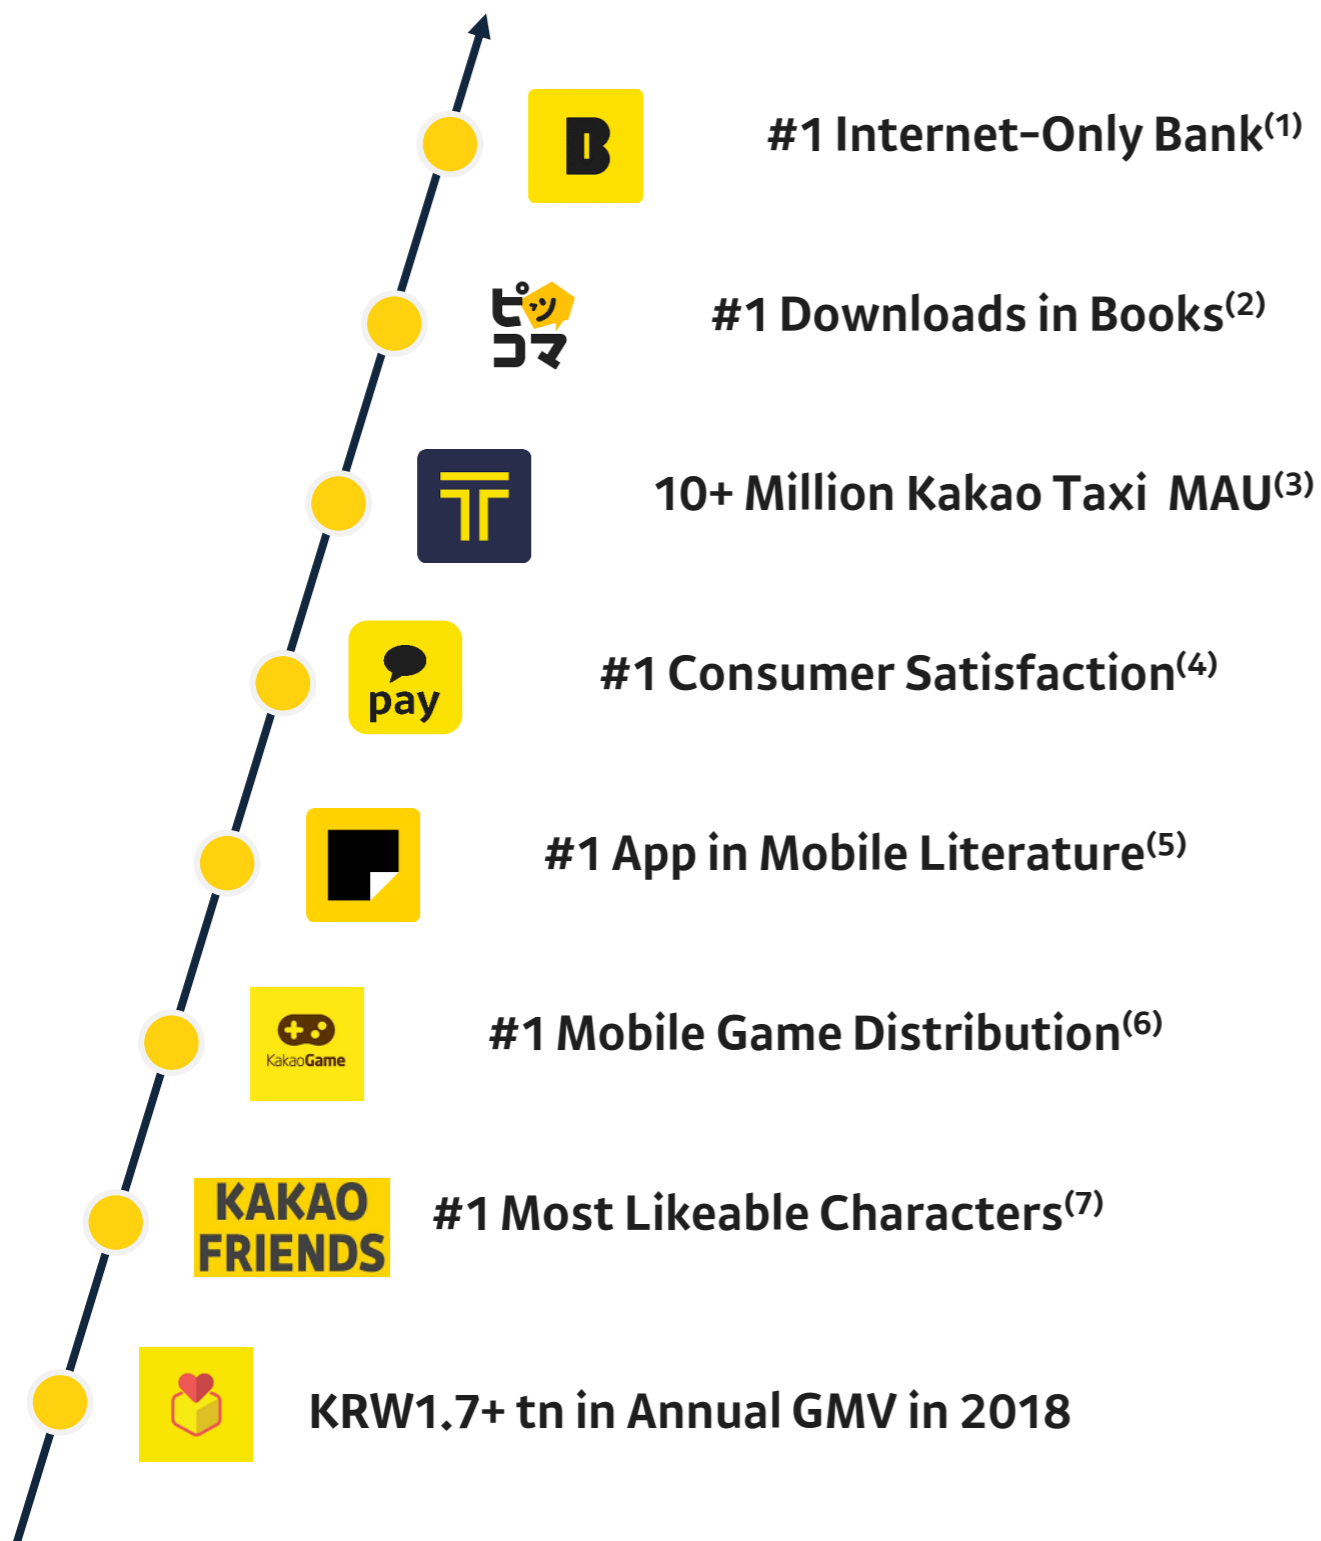 B
#1 Internet-Only Bank(1)
ピッ
コマ
#1 Downloads in Books(2)
T
10+ Million Kakao Taxi MAU(3)
pay
#1 Consumer Satisfaction(4)
#1 App in Mobile Literature(5)
KakaoGame
#1 Mobile Game Distribution(6)
KAKAO
FRIENDS
#1 Most Likeable Characters(7)
KRW1.7+ tn in Annual GMV in 2018